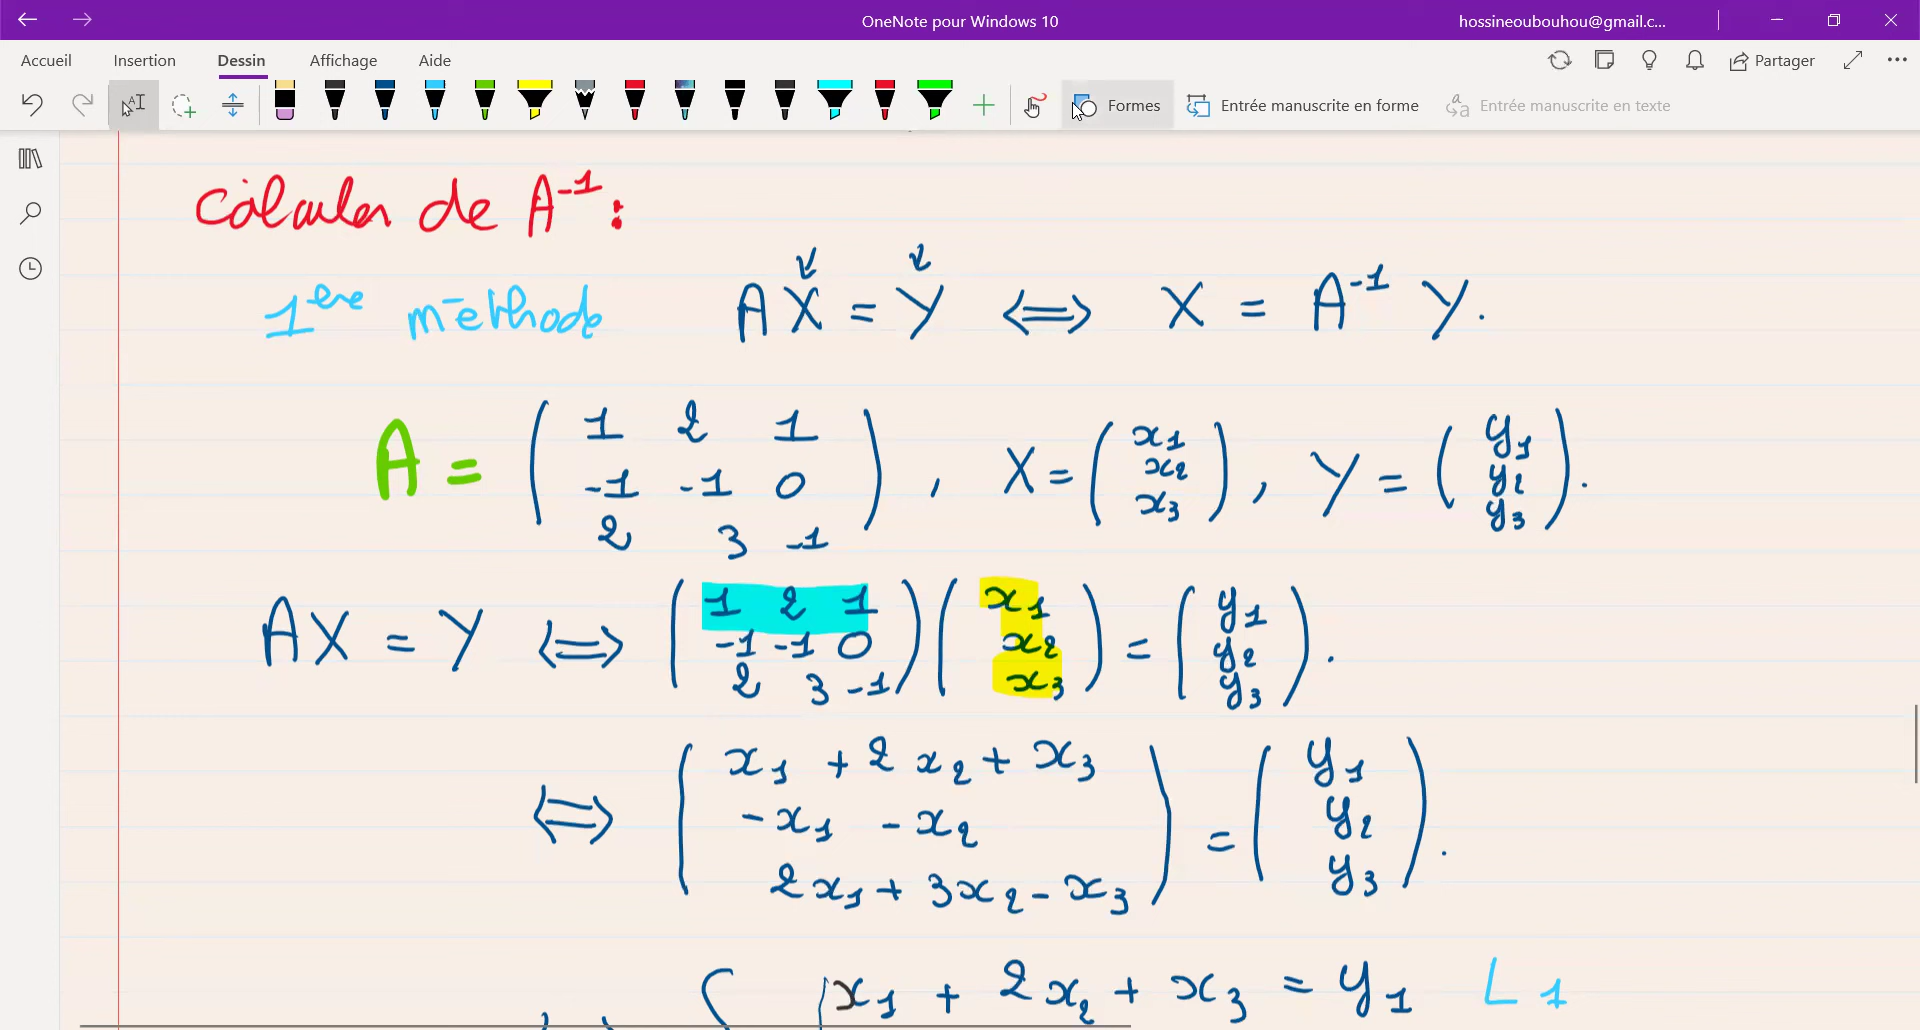 OneNote pour Windows 10
hossineoubouhou@gmail.c...
Accueil Insertion Dessin Affichage Aide
Partager
Formes Entrée manuscrite en forme Entrée manuscrite en texte
Calculer de A⁻¹ :
1ère méthode AX = Y ⟺ X = A⁻¹ Y.
A = ( 1 2 1 ; -1 -1 0 ; 2 3 -1 ) , X = ( x₁ ; x₂ ; x₃ ) , Y = ( y₁ ; y₂ ; y₃ ) .
AX = Y ⟺ ( 1 2 1 ; -1 -1 0 ; 2 3 -1 ) ( x₁ ; x₂ ; x₃ ) = ( y₁ ; y₂ ; y₃ ) .
⟺ ( x₁ + 2 x₂ + x₃ ; -x₁ - x₂ ; 2x₁ + 3x₂ - x₃ ) = ( y₁ ; y₂ ; y₃ ) .
x₁ + 2x₂ + x₃ = y₁ L1